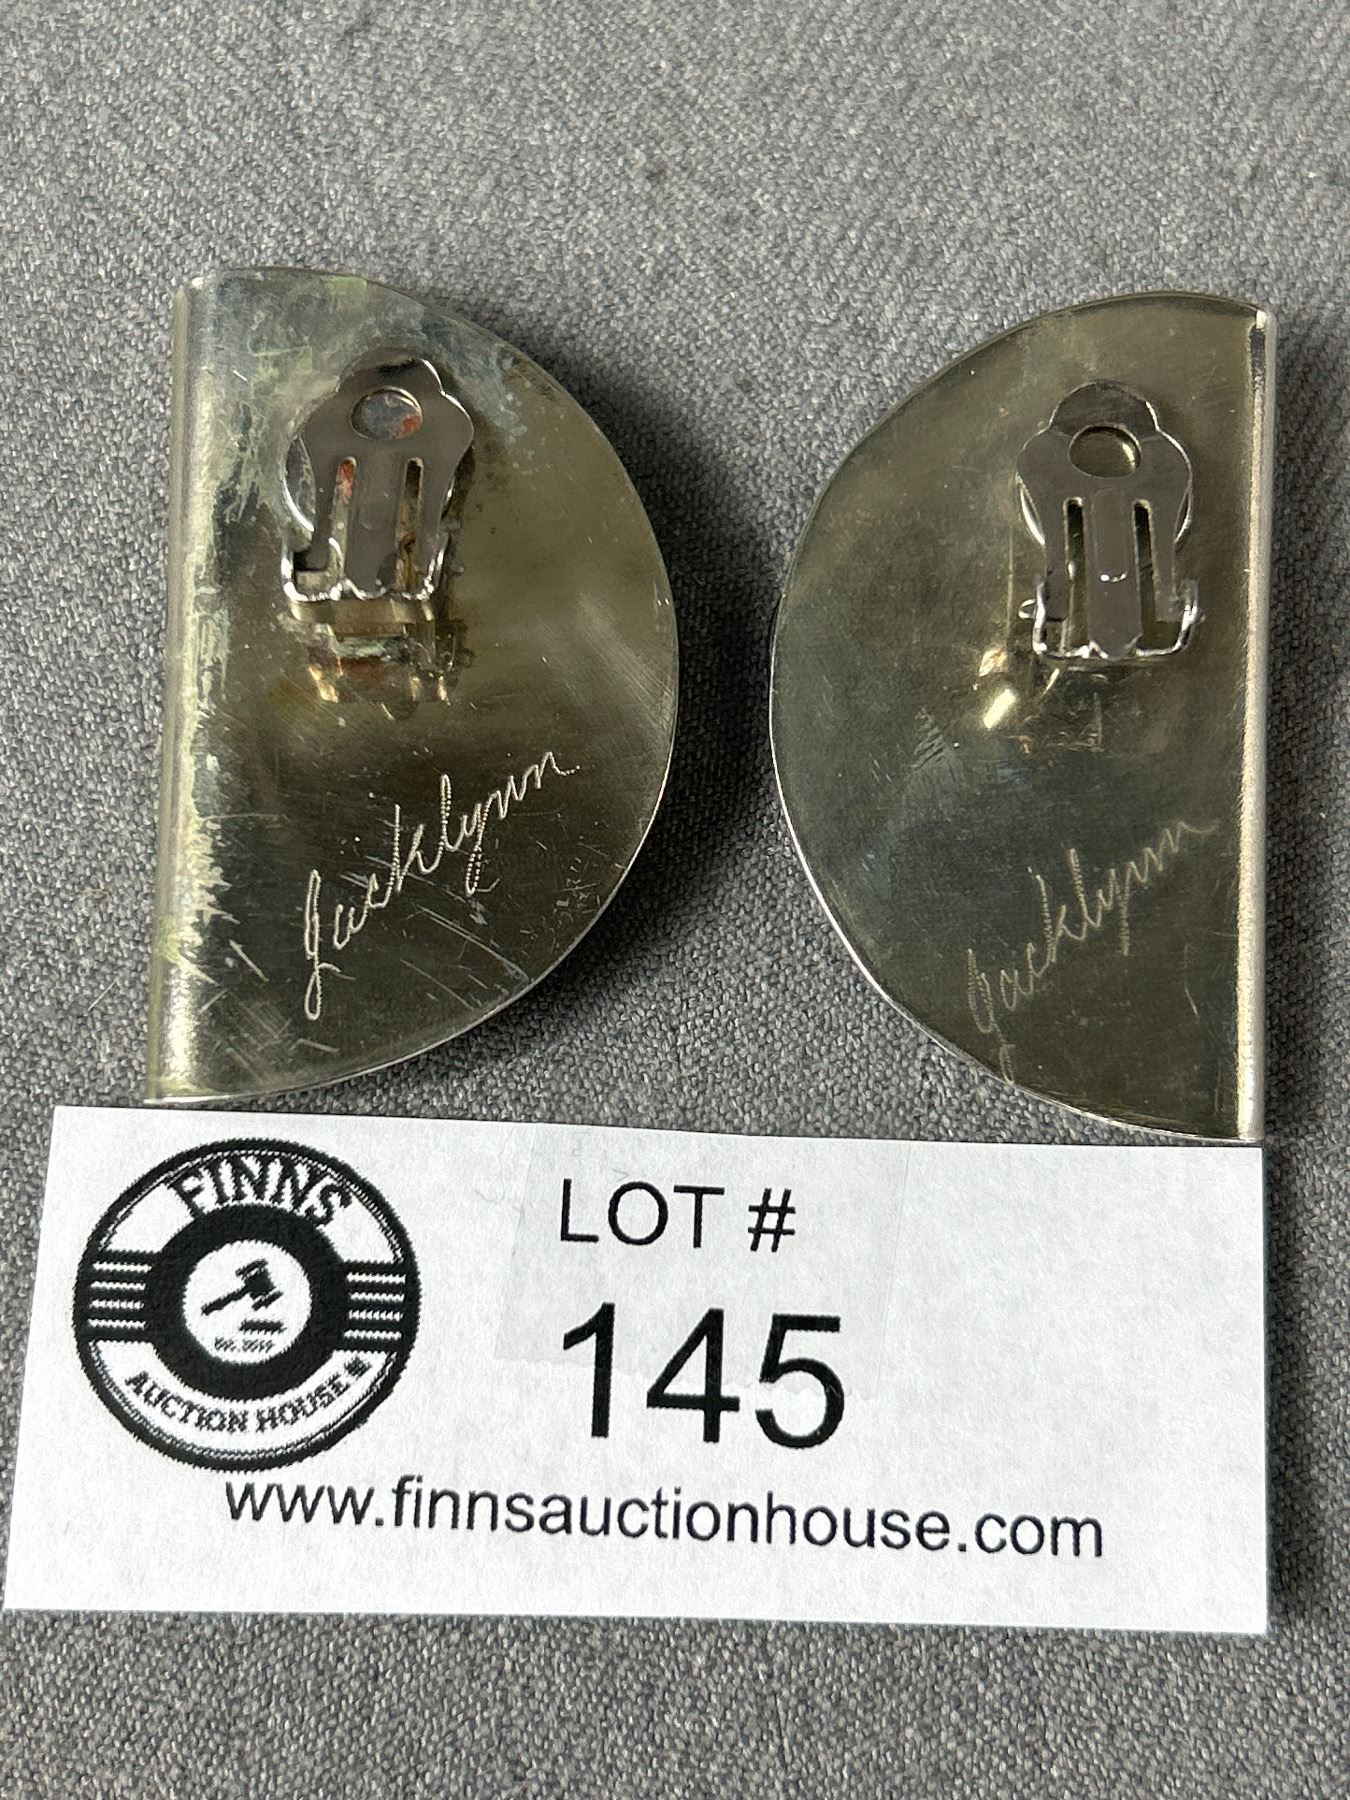 Jacklynn
Jacklynn
FINNS
AUCTION HOUSE
LOT #
145
www.finnsauctionhouse.com